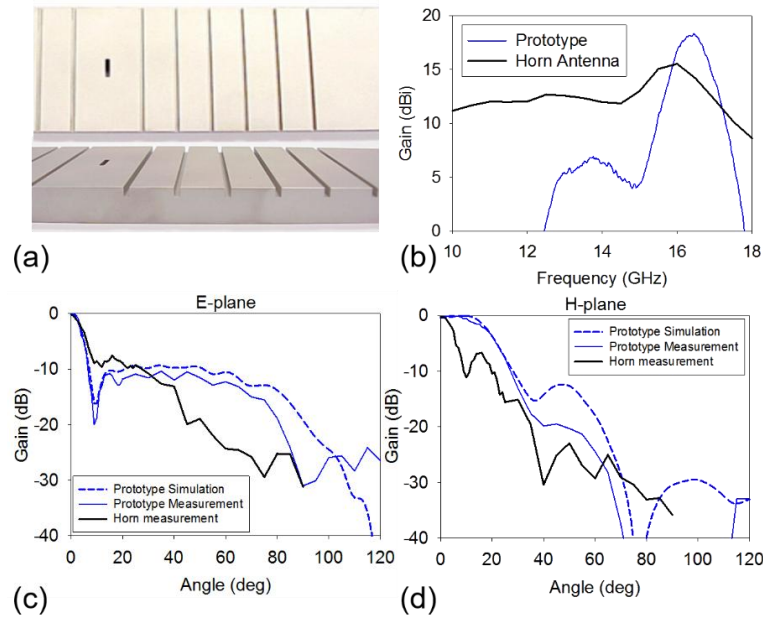 (a)
20
15
10
5
0
Gain (dBi)
Prototype
Horn Antenna
10 12 14 16 18
Frequency (GHz)
(b)
E-plane
0
-10
-20
-30
-40
Gain (dB)
Prototype Simulation
Prototype Measurement
Horn measurement
0 20 40 60 80 100 120
Angle (deg)
(c)
H-plane
0
-10
-20
-30
-40
Gain (dB)
Prototype Simulation
Prototype Measurement
Horn measurement
0 20 40 60 80 100 120
Angle (deg)
(d)